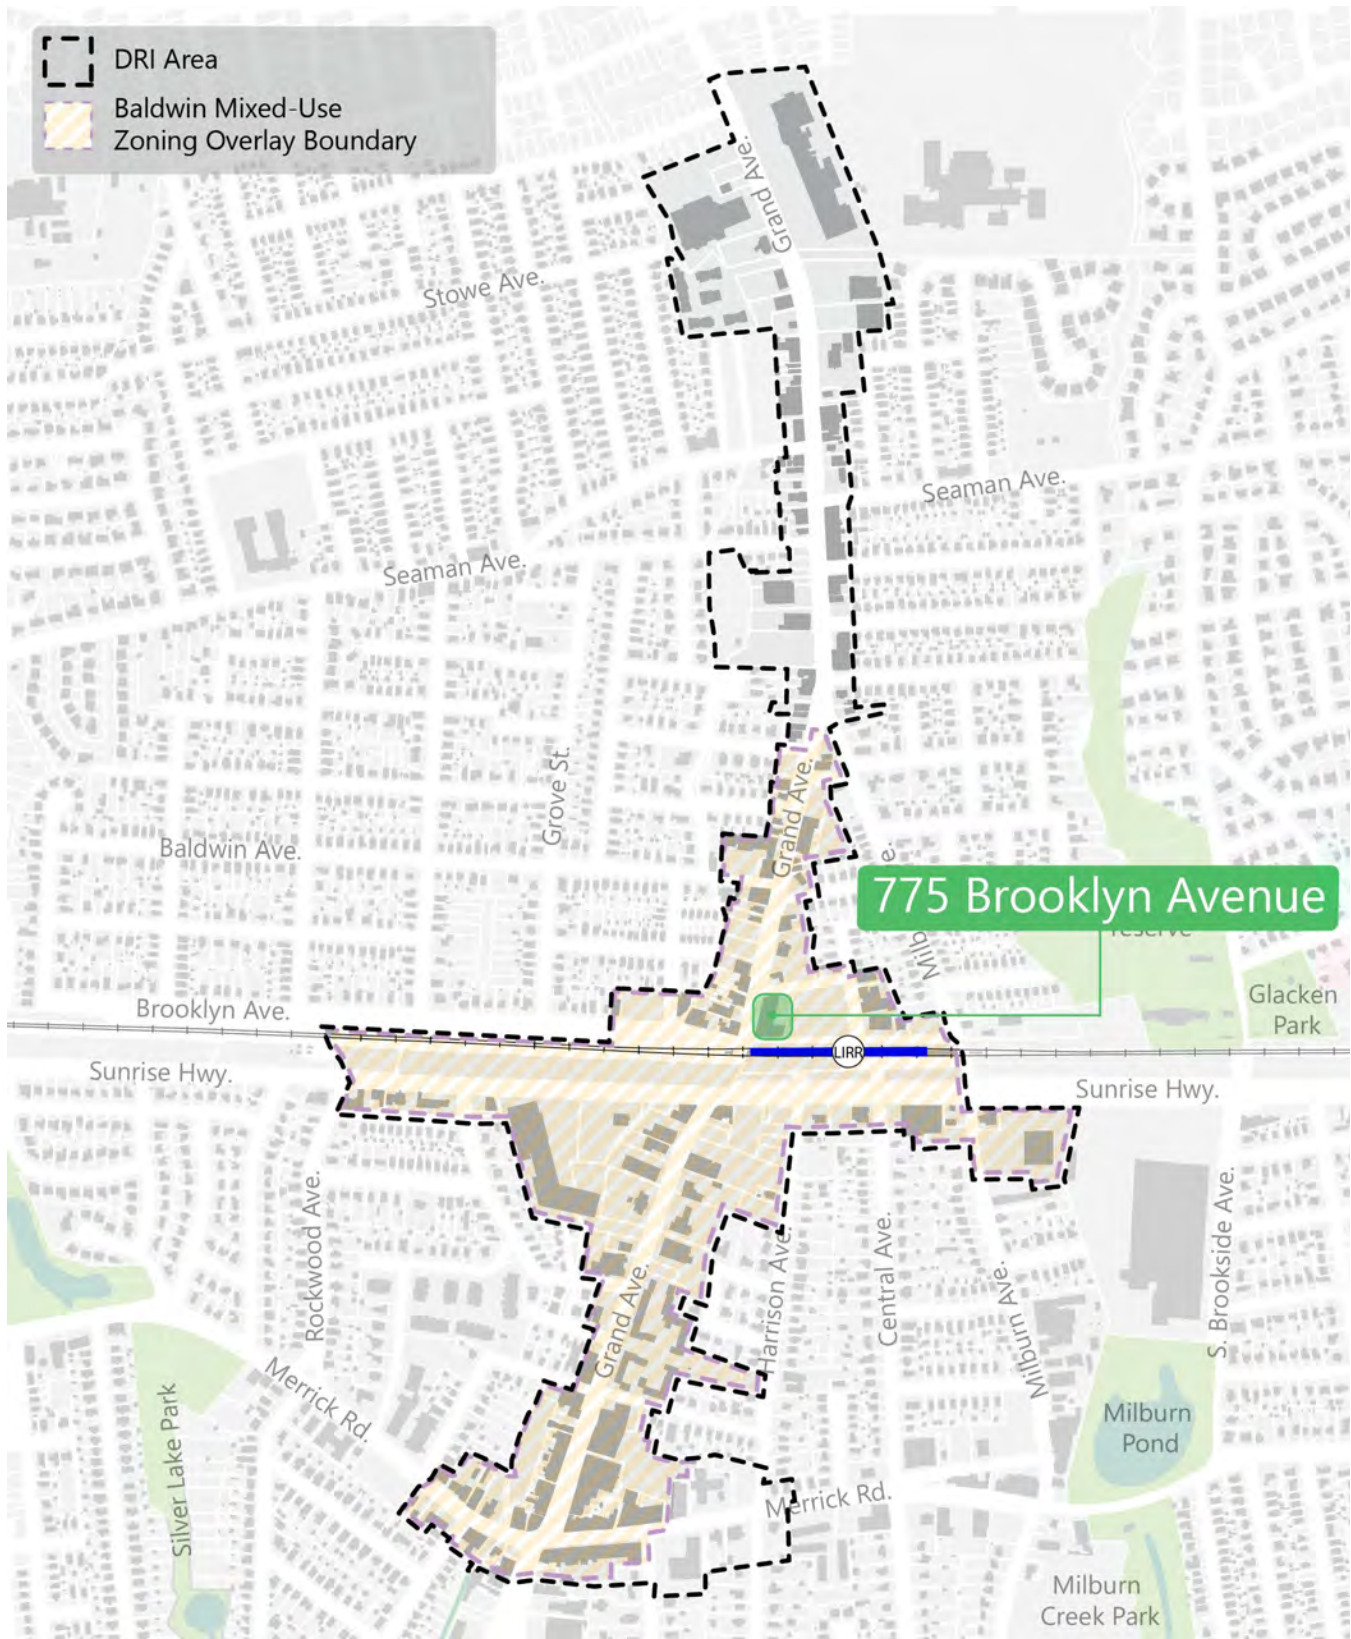 DRI Area
Baldwin Mixed-Use
Zoning Overlay Boundary
Grand Ave.
Stowe Ave.
Seaman Ave.
Seaman Ave.
Grove St.
Grand Ave.
Baldwin Ave.
775 Brooklyn Avenue
reserve
Brooklyn Ave.
Glacken
Park
LIRR
Sunrise Hwy.
Sunrise Hwy.
Rockwood Ave.
Harrison Ave.
Central Ave.
Milburn Ave.
S. Brookside Ave.
Grand Ave.
Merrick Rd.
Silver Lake Park
Milburn
Pond
Merrick Rd.
Milburn
Creek Park